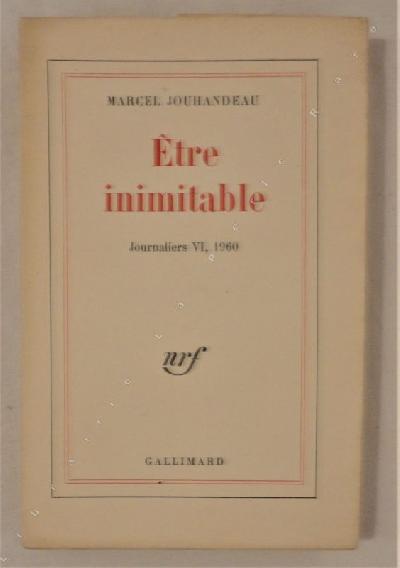 MARCEL JOUHANDEAU
Être
inimitable
Journaliers VI, 1960
nrf
GALLIMARD